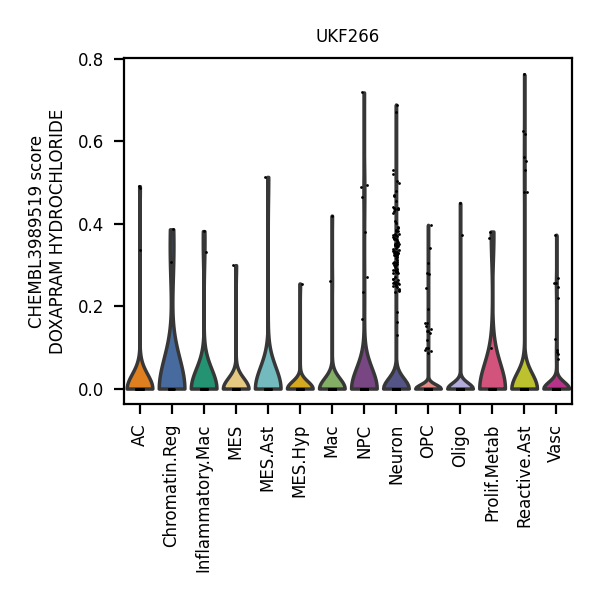 UKF266
CHEMBL3989519 score
DOXAPRAM HYDROCHLORIDE
0.8
0.6
0.4
0.2
0.0
AC
Chromatin.Reg
Inflammatory.Mac
MES
MES.Ast
MES.Hyp
Mac
NPC
Neuron
OPC
Oligo
Prolif.Metab
Reactive.Ast
Vasc